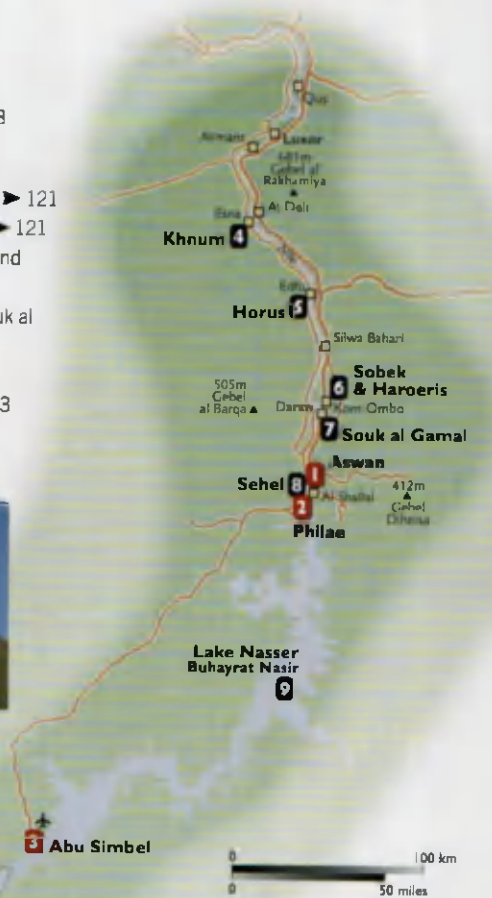 3
➤ 121
➤ 121
nd
uk al
3
Qus
Armant
Luxor
Gebel al
Rakhamiya
Esna
Al Deir
Khnum 4
Nile
Edfu
Horus 5
Silwa Bahari
6 Sobek
& Haroeris
505m
Gebel
al Barqa
Daraw
Kom Ombo
7 Souk al Gamal
1 Aswan
Sehel 8
Al Shallal
412m
Gebel
2
Philae
Lake Nasser
Buhayrat Nasir
9
3 Abu Simbel
0 100 km
0 50 miles